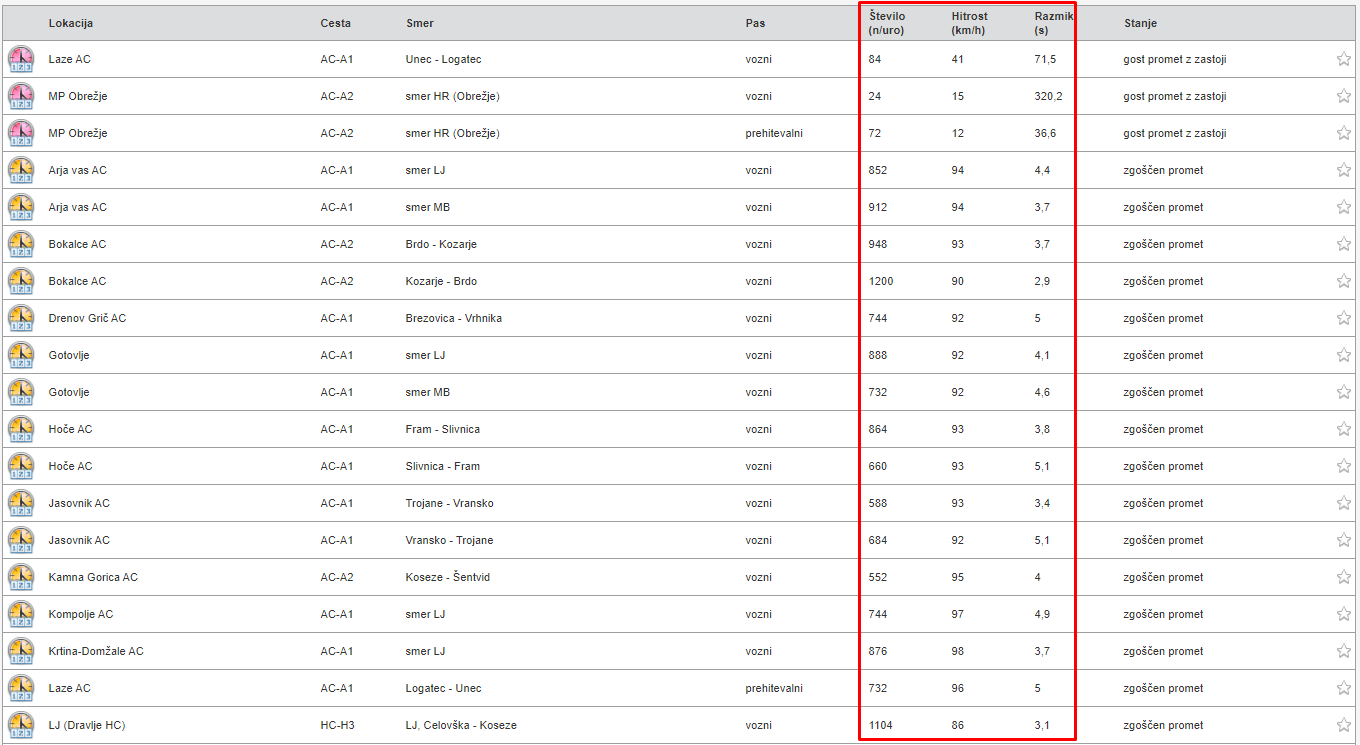 Lokacija Cesta Smer Pas Število (n/uro) Hitrost (km/h) Razmik (s) Stanje
Laze AC AC-A1 Unec - Logatec vozni 84 41 71,5 gost promet z zastoji
MP Obrežje AC-A2 smer HR (Obrežje) vozni 24 15 320,2 gost promet z zastoji
MP Obrežje AC-A2 smer HR (Obrežje) prehitevalni 72 12 36,6 gost promet z zastoji
Arja vas AC AC-A1 smer LJ vozni 852 94 4,4 zgoščen promet
Arja vas AC AC-A1 smer MB vozni 912 94 3,7 zgoščen promet
Bokalce AC AC-A2 Brdo - Kozarje vozni 948 93 3,7 zgoščen promet
Bokalce AC AC-A2 Kozarje - Brdo vozni 1200 90 2,9 zgoščen promet
Drenov Grič AC AC-A1 Brezovica - Vrhnika vozni 744 92 5 zgoščen promet
Gotovlje AC-A1 smer LJ vozni 888 92 4,1 zgoščen promet
Gotovlje AC-A1 smer MB vozni 732 92 4,6 zgoščen promet
Hoče AC AC-A1 Fram - Slivnica vozni 864 93 3,8 zgoščen promet
Hoče AC AC-A1 Slivnica - Fram vozni 660 93 5,1 zgoščen promet
Jasovnik AC AC-A1 Trojane - Vransko vozni 588 93 3,4 zgoščen promet
Jasovnik AC AC-A1 Vransko - Trojane vozni 684 92 5,1 zgoščen promet
Kamna Gorica AC AC-A2 Koseze - Šentvid vozni 552 95 4 zgoščen promet
Kompolje AC AC-A1 smer LJ vozni 744 97 4,9 zgoščen promet
Krtina-Domžale AC AC-A1 smer LJ vozni 876 98 3,7 zgoščen promet
Laze AC AC-A1 Logatec - Unec prehitevalni 732 96 5 zgoščen promet
LJ (Dravlje HC) HC-H3 LJ, Celovška - Koseze vozni 1104 86 3,1 zgoščen promet